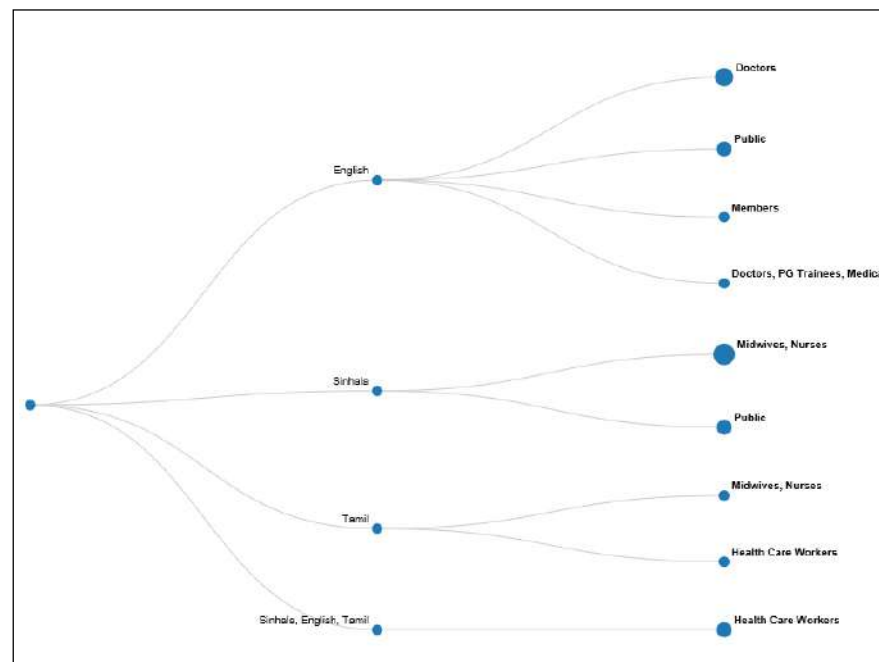 Doctors
Public
English
Members
Doctors, PG Trainees, Medica
Midwives, Nurses
Sinhala
Public
Midwives, Nurses
Tamil
Health Care Workers
Sinhala, English, Tamil
Health Care Workers